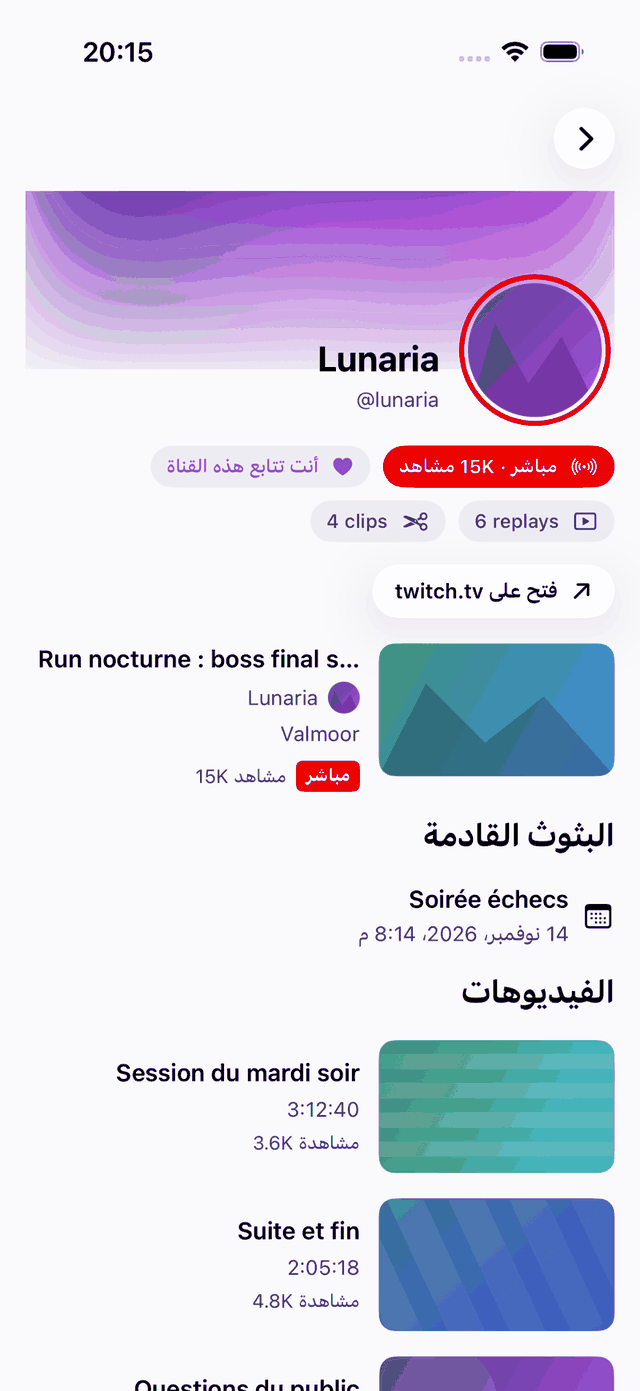 20:15
Lunaria
@lunaria
مباشر · 15K مشاهد
أنت تتابع هذه القناة
6 replays
4 clips
فتح على twitch.tv
Run nocturne : boss final s...
Lunaria
Valmoor
مباشر
15K مشاهد
البثوث القادمة
Soirée échecs
14 نوفمبر، 2026، 8:14 م
الفيديوهات
Session du mardi soir
3:12:40
3.6K مشاهدة
Suite et fin
2:05:18
4.8K مشاهدة
Questions du public